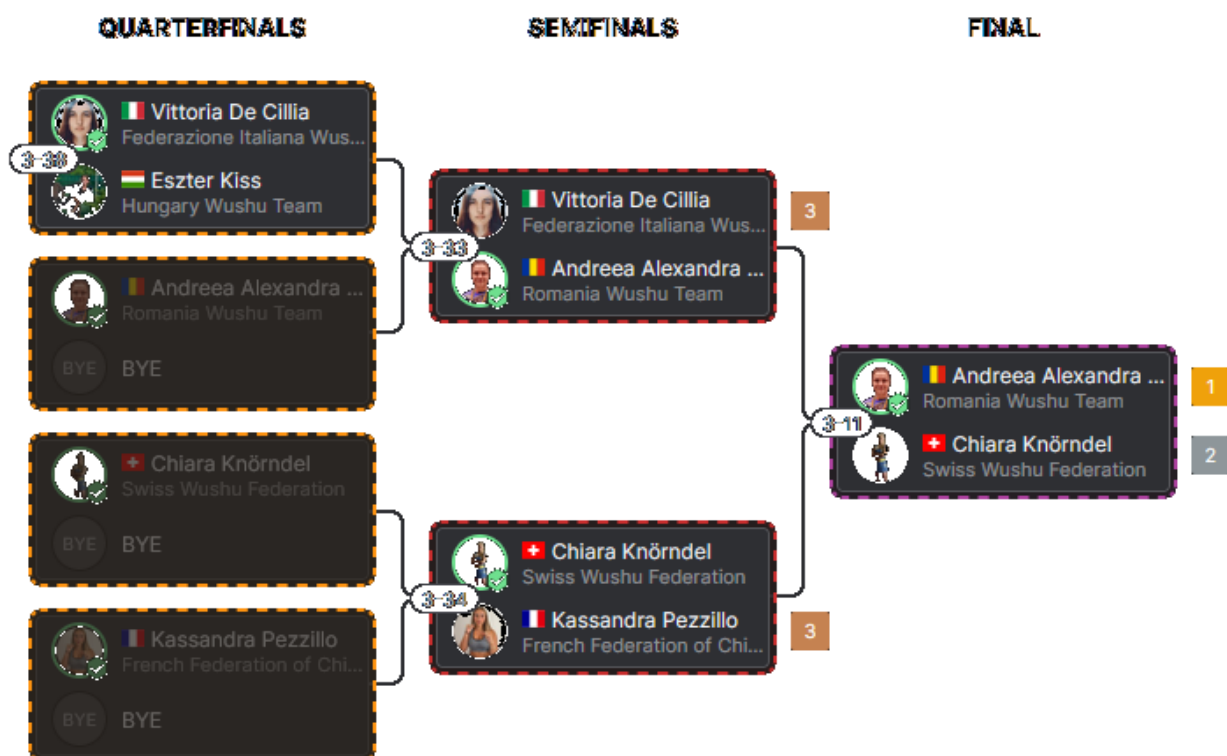 QUARTERFINALS
SEMIFINALS
FINAL
Vittoria De Cillia
Federazione Italiana Wus...
3-38
Eszter Kiss
Hungary Wushu Team
Andreea Alexandra ...
Romania Wushu Team
BYE BYE
Chiara Knörndel
Swiss Wushu Federation
BYE BYE
Kassandra Pezzillo
French Federation of Chi...
BYE BYE
Vittoria De Cillia
Federazione Italiana Wus...
3
3-33
Andreea Alexandra ...
Romania Wushu Team
Chiara Knörndel
Swiss Wushu Federation
3-34
Kassandra Pezzillo
French Federation of Chi...
3
Andreea Alexandra ...
Romania Wushu Team
1
3-11
Chiara Knörndel
Swiss Wushu Federation
2